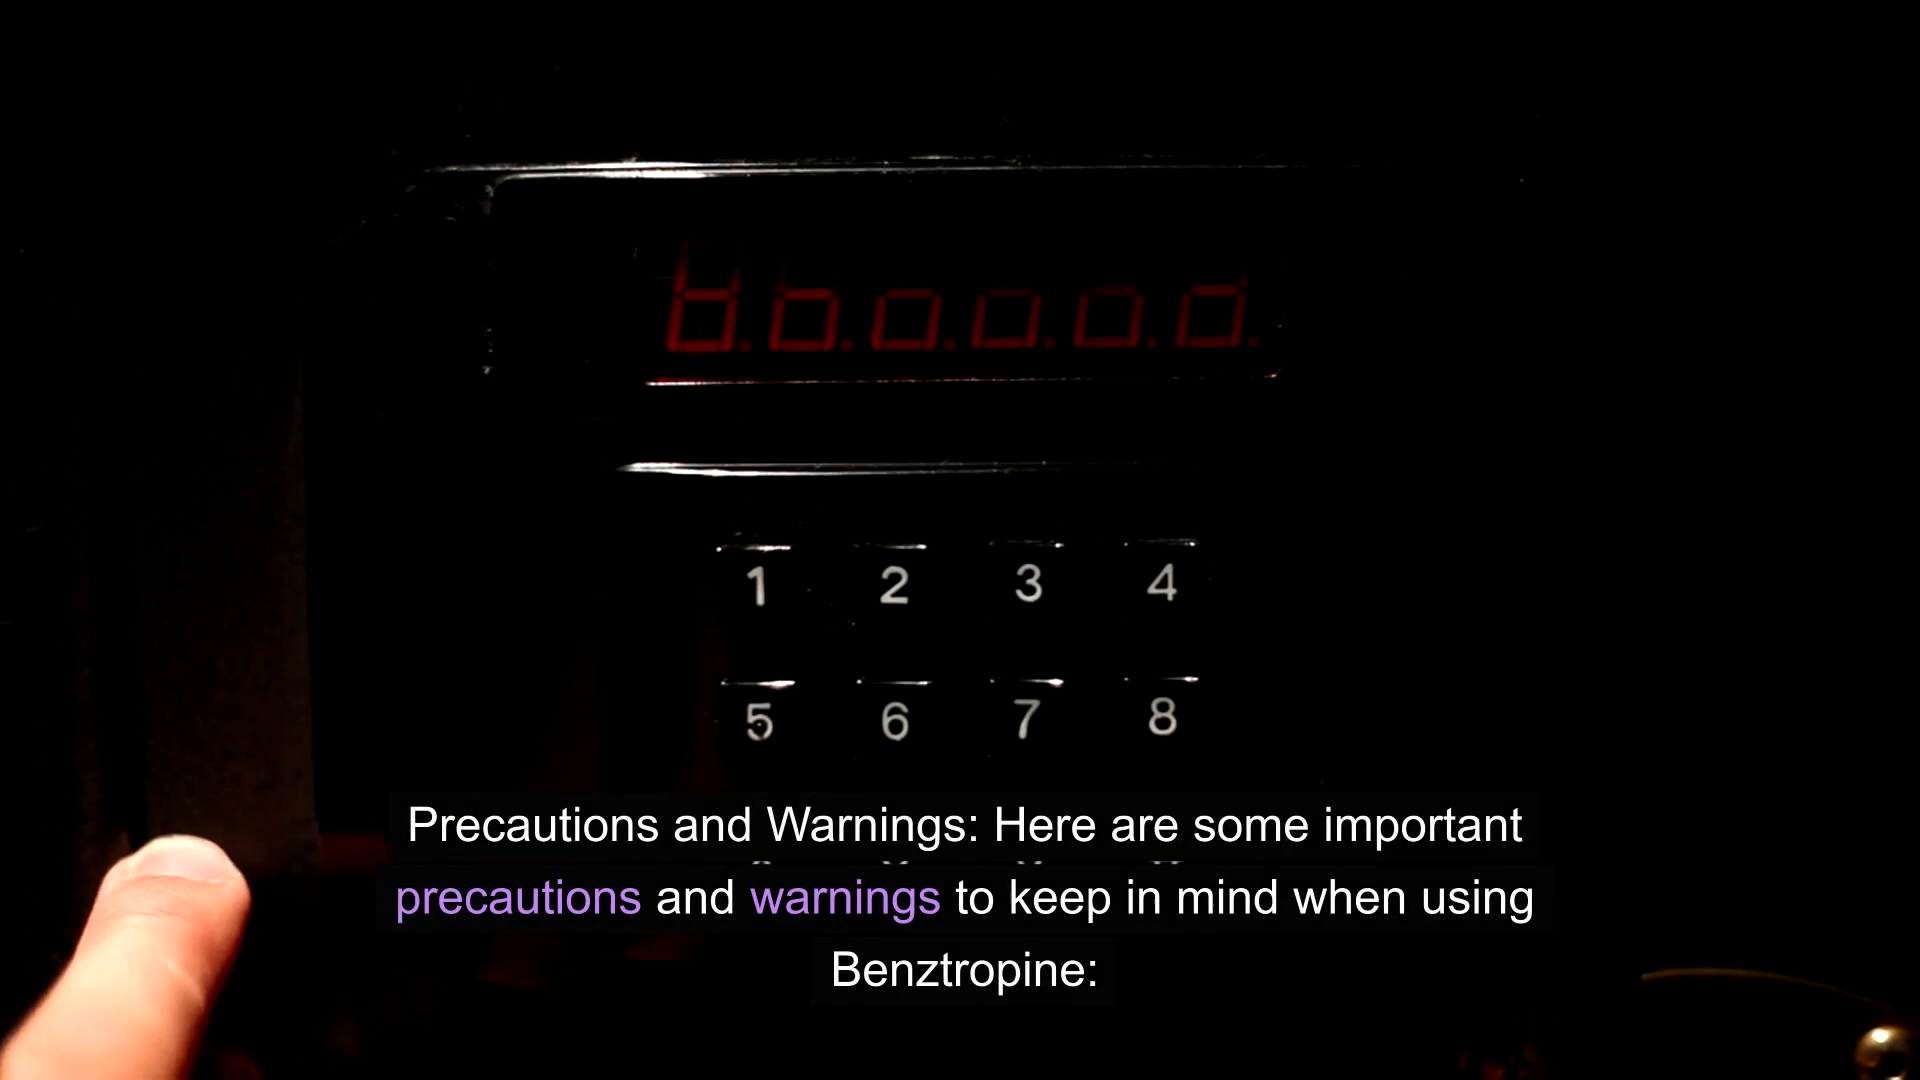 1 2 3 4
5 6 7 8
Precautions and Warnings: Here are some important
precautions and warnings to keep in mind when using
Benztropine: